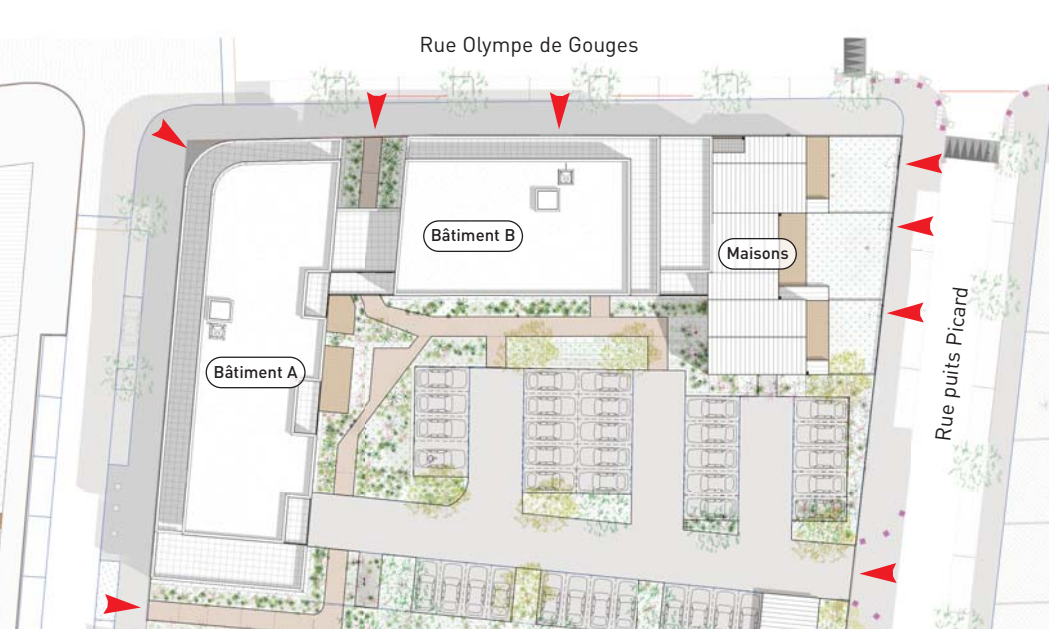 Rue Olympe de Gouges
Bâtiment B
Maisons
Bâtiment A
Rue puits Picard